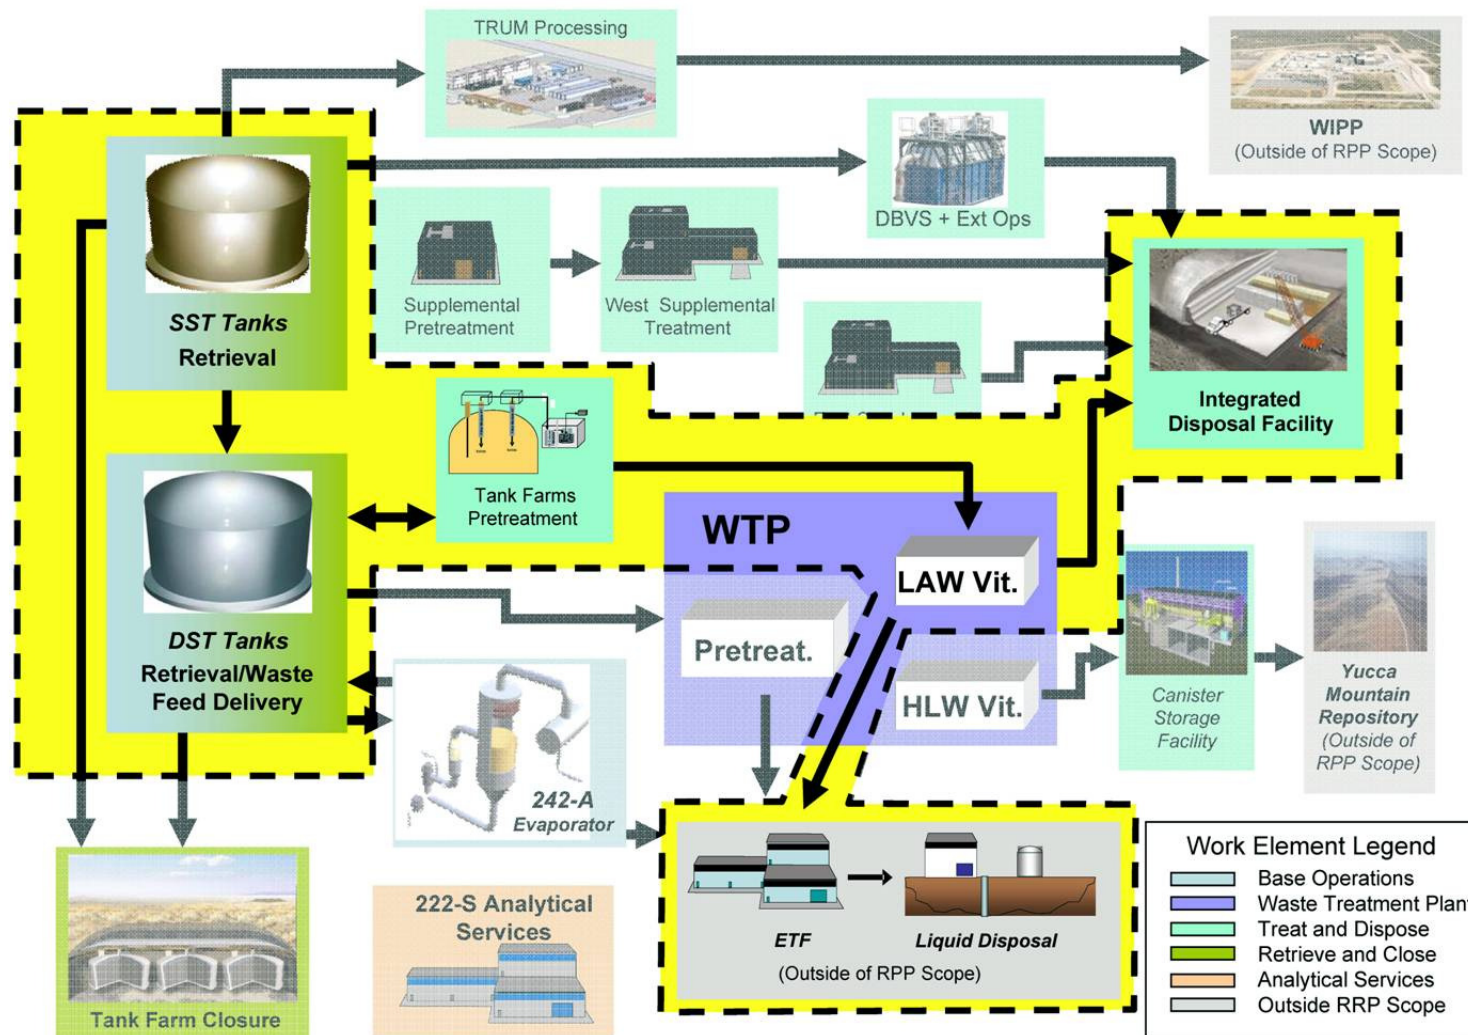 TRUM Processing
WIPP
(Outside of RPP Scope)
DBVS + Ext Ops
SST Tanks
Retrieval
Supplemental
Pretreatment
West Supplemental
Treatment
Integrated
Disposal Facility
Tank Farms
Pretreatment
WTP
LAW Vit.
Pretreat.
HLW Vit.
DST Tanks
Retrieval/Waste
Feed Delivery
Canister
Storage
Facility
Yucca
Mountain
Repository
(Outside of
RPP Scope)
242-A
Evaporator
222-S Analytical
Services
ETF
Liquid Disposal
(Outside of RPP Scope)
Tank Farm Closure
Work Element Legend
Base Operations
Waste Treatment Plant
Treat and Dispose
Retrieve and Close
Analytical Services
Outside RRP Scope